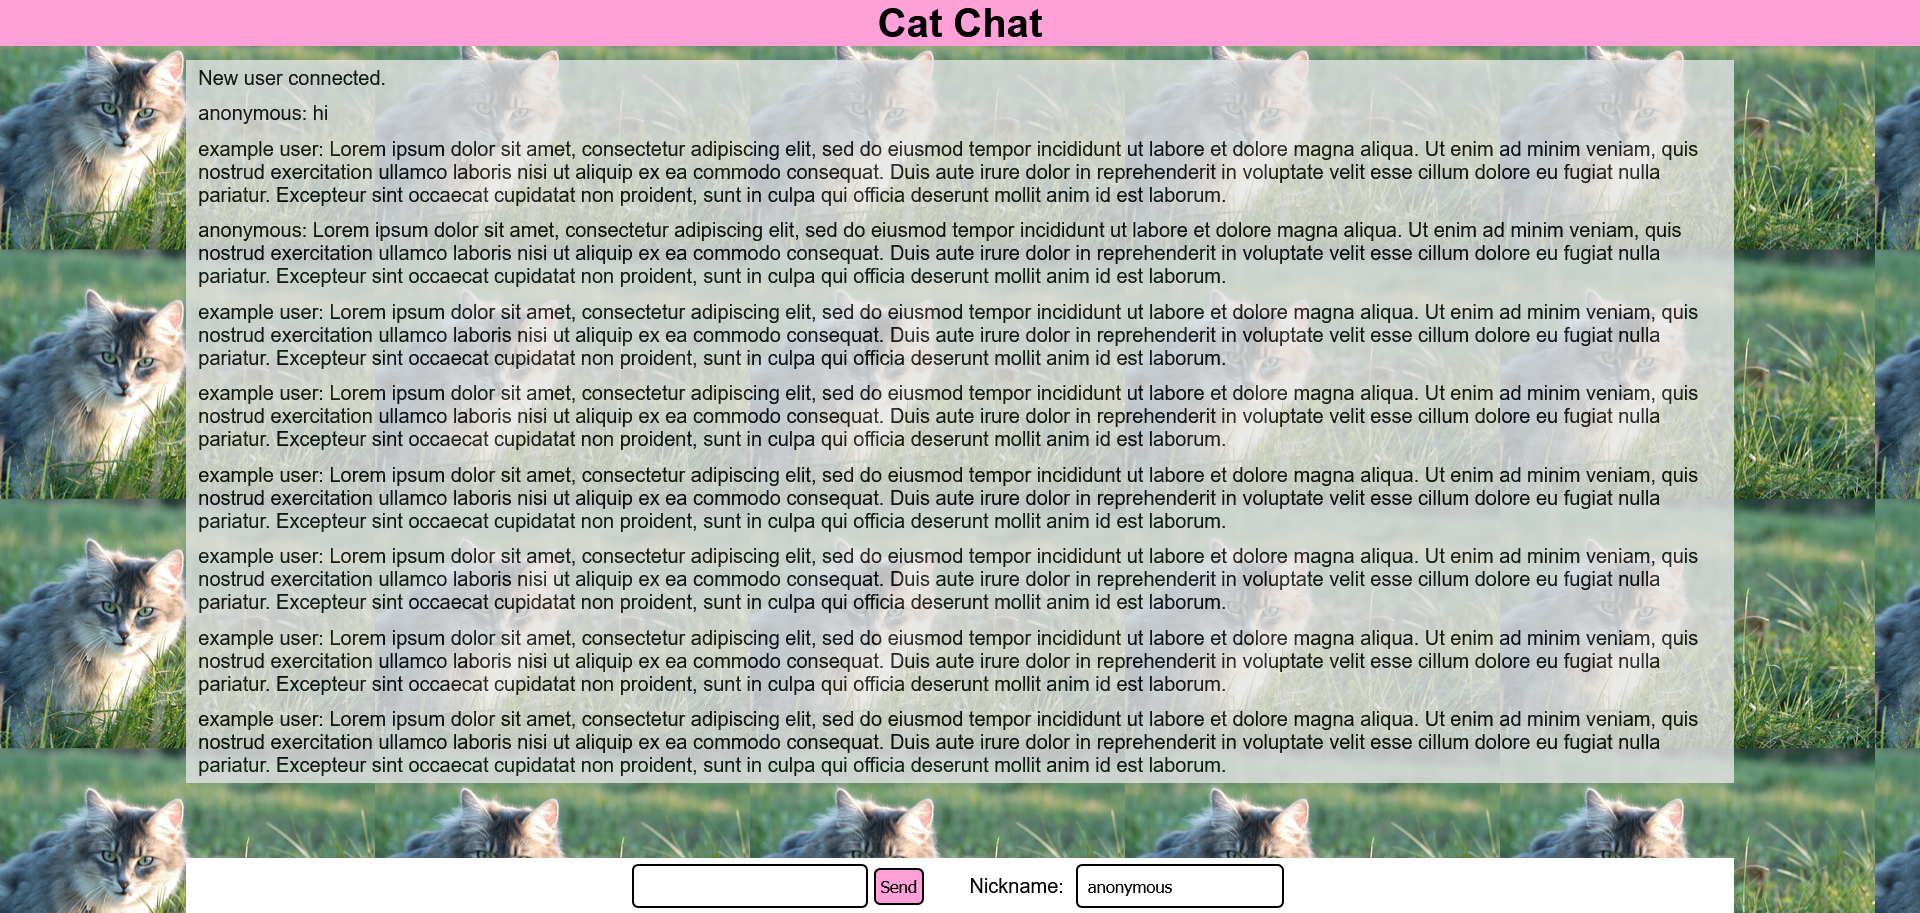 Cat Chat
New user connected.
anonymous: hi
example user: Lorem ipsum dolor sit amet, consectetur adipiscing elit, sed do eiusmod tempor incididunt ut labore et dolore magna aliqua. Ut enim ad minim veniam, quis
nostrud exercitation ullamco laboris nisi ut aliquip ex ea commodo consequat. Duis aute irure dolor in reprehenderit in voluptate velit esse cillum dolore eu fugiat nulla
pariatur. Excepteur sint occaecat cupidatat non proident, sunt in culpa qui officia deserunt mollit anim id est laborum.
anonymous: Lorem ipsum dolor sit amet, consectetur adipiscing elit, sed do eiusmod tempor incididunt ut labore et dolore magna aliqua. Ut enim ad minim veniam, quis
nostrud exercitation ullamco laboris nisi ut aliquip ex ea commodo consequat. Duis aute irure dolor in reprehenderit in voluptate velit esse cillum dolore eu fugiat nulla
pariatur. Excepteur sint occaecat cupidatat non proident, sunt in culpa qui officia deserunt mollit anim id est laborum.
example user: Lorem ipsum dolor sit amet, consectetur adipiscing elit, sed do eiusmod tempor incididunt ut labore et dolore magna aliqua. Ut enim ad minim veniam, quis
nostrud exercitation ullamco laboris nisi ut aliquip ex ea commodo consequat. Duis aute irure dolor in reprehenderit in voluptate velit esse cillum dolore eu fugiat nulla
pariatur. Excepteur sint occaecat cupidatat non proident, sunt in culpa qui officia deserunt mollit anim id est laborum.
example user: Lorem ipsum dolor sit amet, consectetur adipiscing elit, sed do eiusmod tempor incididunt ut labore et dolore magna aliqua. Ut enim ad minim veniam, quis
nostrud exercitation ullamco laboris nisi ut aliquip ex ea commodo consequat. Duis aute irure dolor in reprehenderit in voluptate velit esse cillum dolore eu fugiat nulla
pariatur. Excepteur sint occaecat cupidatat non proident, sunt in culpa qui officia deserunt mollit anim id est laborum.
example user: Lorem ipsum dolor sit amet, consectetur adipiscing elit, sed do eiusmod tempor incididunt ut labore et dolore magna aliqua. Ut enim ad minim veniam, quis
nostrud exercitation ullamco laboris nisi ut aliquip ex ea commodo consequat. Duis aute irure dolor in reprehenderit in voluptate velit esse cillum dolore eu fugiat nulla
pariatur. Excepteur sint occaecat cupidatat non proident, sunt in culpa qui officia deserunt mollit anim id est laborum.
example user: Lorem ipsum dolor sit amet, consectetur adipiscing elit, sed do eiusmod tempor incididunt ut labore et dolore magna aliqua. Ut enim ad minim veniam, quis
nostrud exercitation ullamco laboris nisi ut aliquip ex ea commodo consequat. Duis aute irure dolor in reprehenderit in voluptate velit esse cillum dolore eu fugiat nulla
pariatur. Excepteur sint occaecat cupidatat non proident, sunt in culpa qui officia deserunt mollit anim id est laborum.
example user: Lorem ipsum dolor sit amet, consectetur adipiscing elit, sed do eiusmod tempor incididunt ut labore et dolore magna aliqua. Ut enim ad minim veniam, quis
nostrud exercitation ullamco laboris nisi ut aliquip ex ea commodo consequat. Duis aute irure dolor in reprehenderit in voluptate velit esse cillum dolore eu fugiat nulla
pariatur. Excepteur sint occaecat cupidatat non proident, sunt in culpa qui officia deserunt mollit anim id est laborum.
example user: Lorem ipsum dolor sit amet, consectetur adipiscing elit, sed do eiusmod tempor incididunt ut labore et dolore magna aliqua. Ut enim ad minim veniam, quis
nostrud exercitation ullamco laboris nisi ut aliquip ex ea commodo consequat. Duis aute irure dolor in reprehenderit in voluptate velit esse cillum dolore eu fugiat nulla
pariatur. Excepteur sint occaecat cupidatat non proident, sunt in culpa qui officia deserunt mollit anim id est laborum.
Send Nickname: anonymous